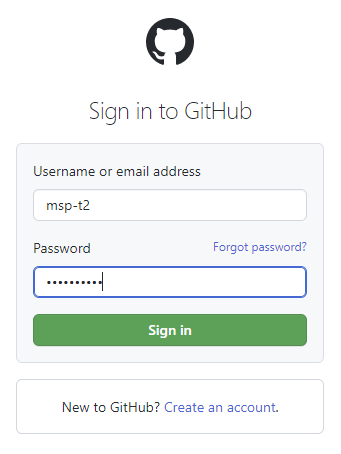 Sign in to GitHub
Username or email address
msp-t2
Password Forgot password?
••••••••••
Sign in
New to GitHub? Create an account.